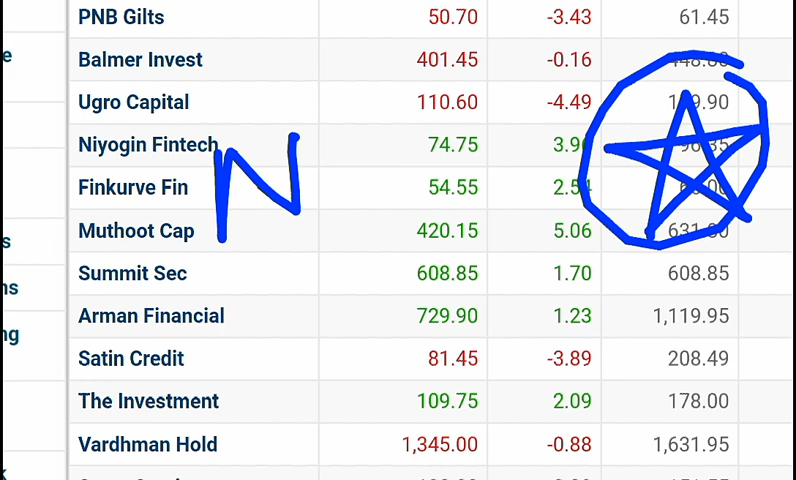 PNB Gilts 50.70 -3.43 61.45
e
Balmer Invest 401.45 -0.16
Ugro Capital 110.60 -4.49
Niyogin Fintech 74.75
N
Finkurve Fin 54.55 2.54
s
Muthoot Cap 420.15 5.06
Summit Sec 608.85 1.70 608.85
ns
Arman Financial 729.90 1.23 1,119.95
ng
Satin Credit 81.45 -3.89 208.49
The Investment 109.75 2.09 178.00
Vardhman Hold 1,345.00 -0.88 1,631.95